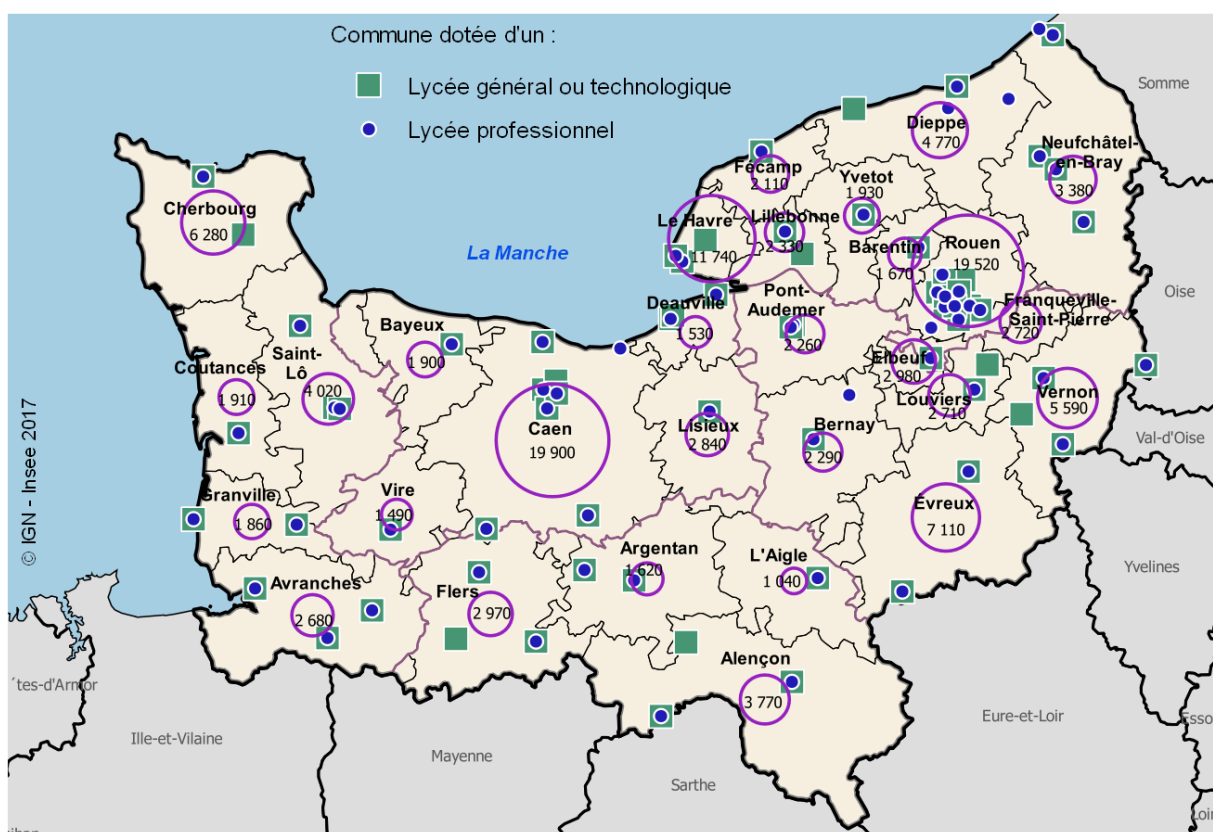 Commune dotée d'un :
Lycée général ou technologique
Lycée professionnel
Somme
Dieppe
4 770
Neufchâtel-
en-Bray
3 380
Fécamp
2 110
Yvetot
1 930
Cherbourg
6 280
Le Havre
11 740
Lillebonne
2 330
Barentin
1 670
Rouen
19 520
La Manche
Oise
Deauville
1 530
Pont-
Audemer
2 260
Franqueville-
Saint-Pierre
2 720
Bayeux
1 900
Saint-
Lô
4 020
Coutances
1 910
Elbeuf
2 980
Louviers
2 710
Vernon
5 590
Caen
19 900
Lisieux
2 840
Bernay
2 290
Val-d'Oise
Granville
1 860
Vire
1 490
Évreux
7 110
© IGN - Insee 2017
Argentan
1 620
L'Aigle
1 040
Yvelines
Avranches
2 680
Flers
2 970
Alençon
3 770
´tes-d'Armor
Ille-et-Vilaine
Mayenne
Sarthe
Eure-et-Loir
Esso
Loir